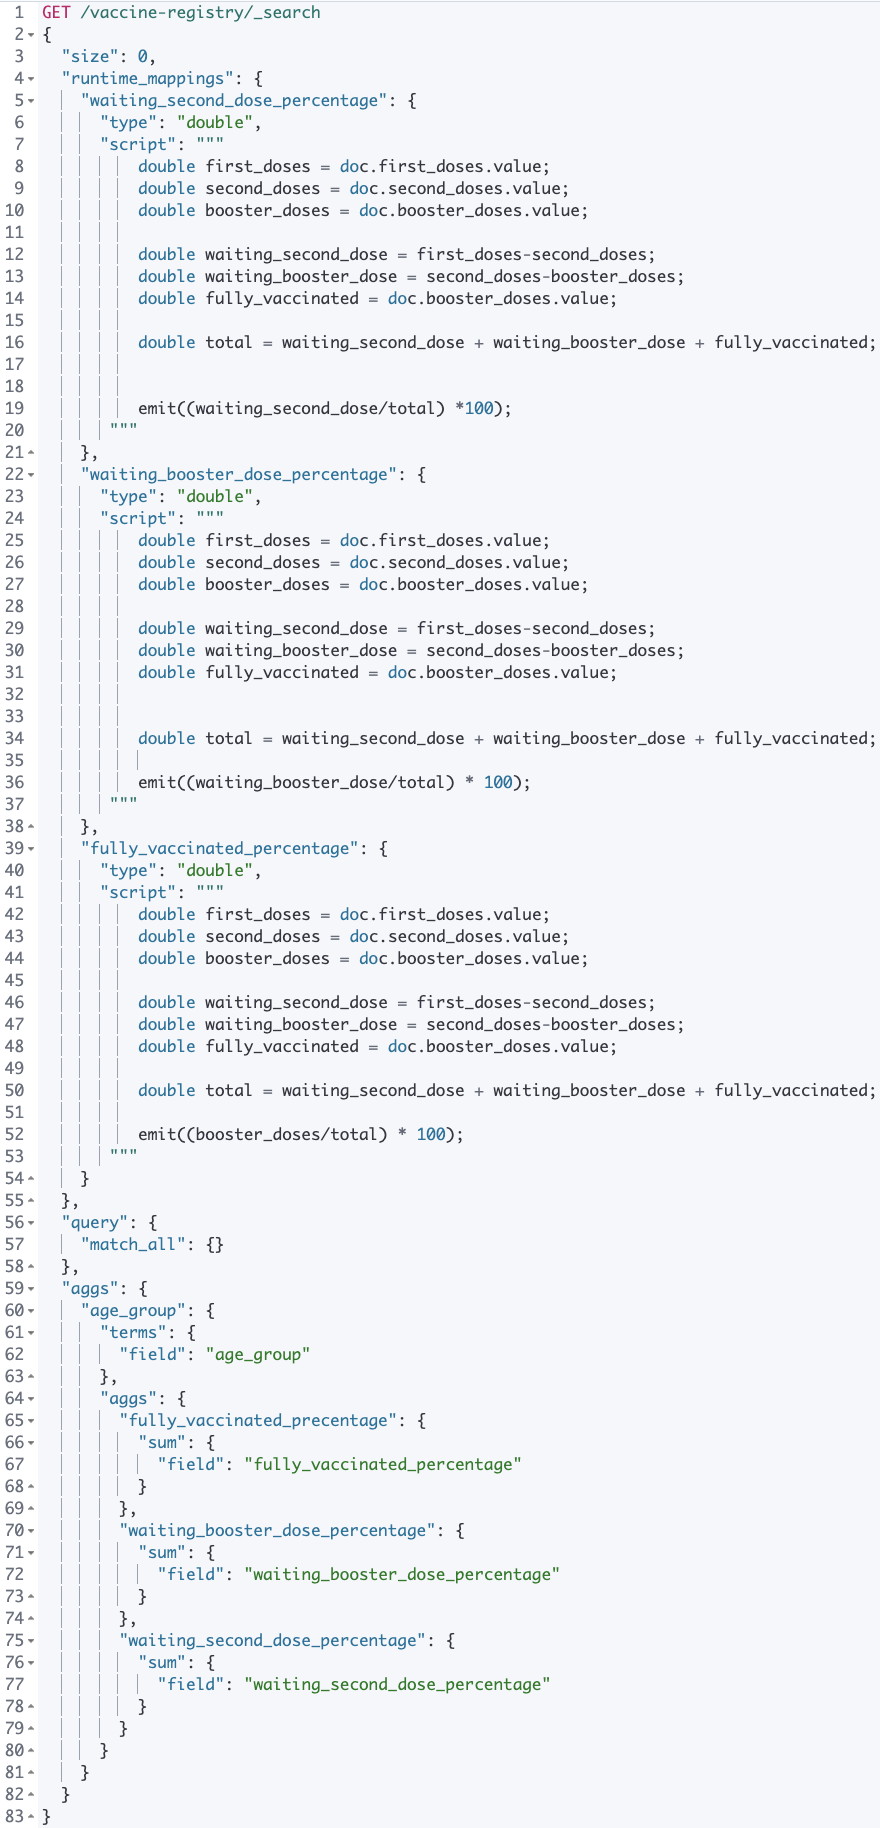 1 GET /vaccine-registry/_search
2 {
3 "size": 0,
4 "runtime_mappings": {
5 "waiting_second_dose_percentage": {
6 "type": "double",
7 "script": """
8 double first_doses = doc.first_doses.value;
9 double second_doses = doc.second_doses.value;
10 double booster_doses = doc.booster_doses.value;
11
12 double waiting_second_dose = first_doses-second_doses;
13 double waiting_booster_dose = second_doses-booster_doses;
14 double fully_vaccinated = doc.booster_doses.value;
15
16 double total = waiting_second_dose + waiting_booster_dose + fully_vaccinated;
17
18
19 emit((waiting_second_dose/total) *100);
20 """
21 },
22 "waiting_booster_dose_percentage": {
23 "type": "double",
24 "script": """
25 double first_doses = doc.first_doses.value;
26 double second_doses = doc.second_doses.value;
27 double booster_doses = doc.booster_doses.value;
28
29 double waiting_second_dose = first_doses-second_doses;
30 double waiting_booster_dose = second_doses-booster_doses;
31 double fully_vaccinated = doc.booster_doses.value;
32
33
34 double total = waiting_second_dose + waiting_booster_dose + fully_vaccinated;
35
36 emit((waiting_booster_dose/total) * 100);
37 """
38 },
39 "fully_vaccinated_percentage": {
40 "type": "double",
41 "script": """
42 double first_doses = doc.first_doses.value;
43 double second_doses = doc.second_doses.value;
44 double booster_doses = doc.booster_doses.value;
45
46 double waiting_second_dose = first_doses-second_doses;
47 double waiting_booster_dose = second_doses-booster_doses;
48 double fully_vaccinated = doc.booster_doses.value;
49
50 double total = waiting_second_dose + waiting_booster_dose + fully_vaccinated;
51
52 emit((booster_doses/total) * 100);
53 """
54 }
55 },
56 "query": {
57 "match_all": {}
58 },
59 "aggs": {
60 "age_group": {
61 "terms": {
62 "field": "age_group"
63 },
64 "aggs": {
65 "fully_vaccinated_precentage": {
66 "sum": {
67 "field": "fully_vaccinated_percentage"
68 }
69 },
70 "waiting_booster_dose_percentage": {
71 "sum": {
72 "field": "waiting_booster_dose_percentage"
73 }
74 },
75 "waiting_second_dose_percentage": {
76 "sum": {
77 "field": "waiting_second_dose_percentage"
78 }
79 }
80 }
81 }
82 }
83 }